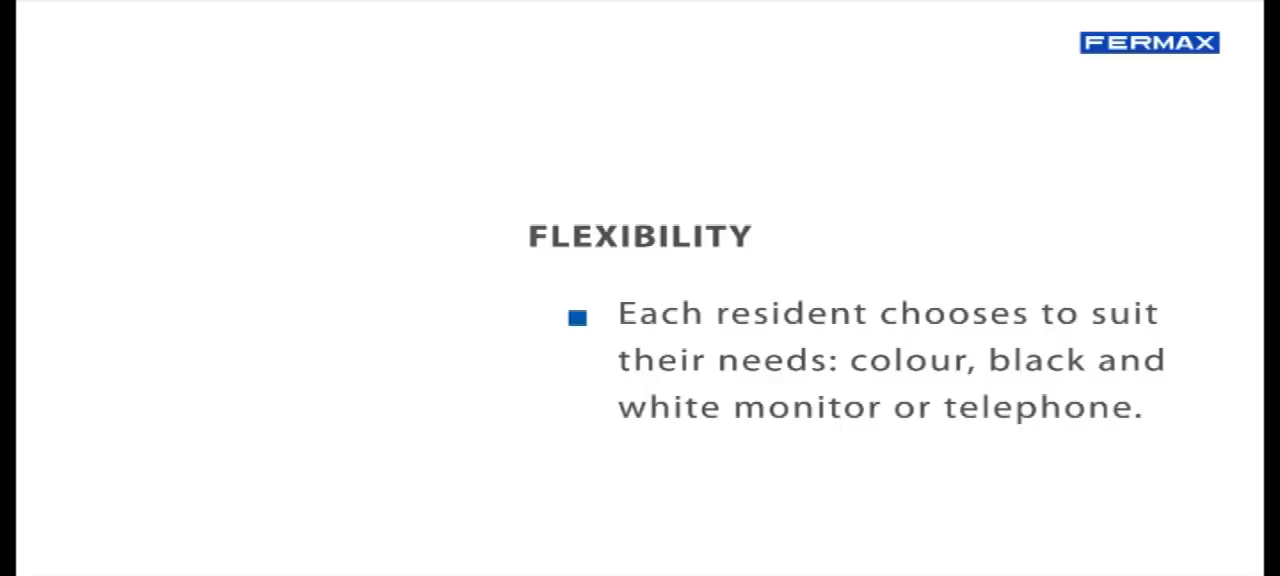 FERMAX
FLEXIBILITY
Each resident chooses to suit
their needs: colour, black and
white monitor or telephone.